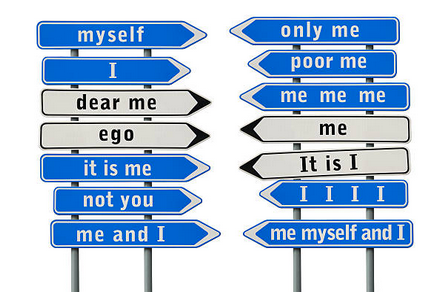 myself
I
dear me
ego
it is me
not you
me and I
only me
poor me
me me me
me
It is I
I I I I
me myself and I